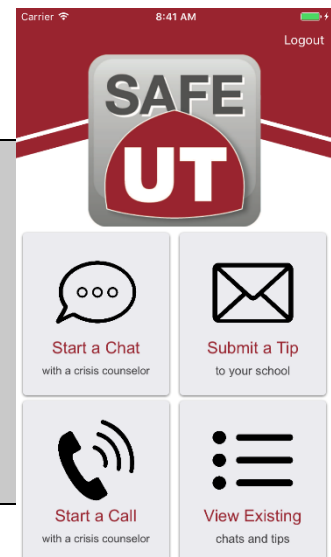 Carrier 8:41 AM
Logout
SAFE
UT
Start a Chat
with a crisis counselor
Submit a Tip
to your school
Start a Call
with a crisis counselor
View Existing
chats and tips